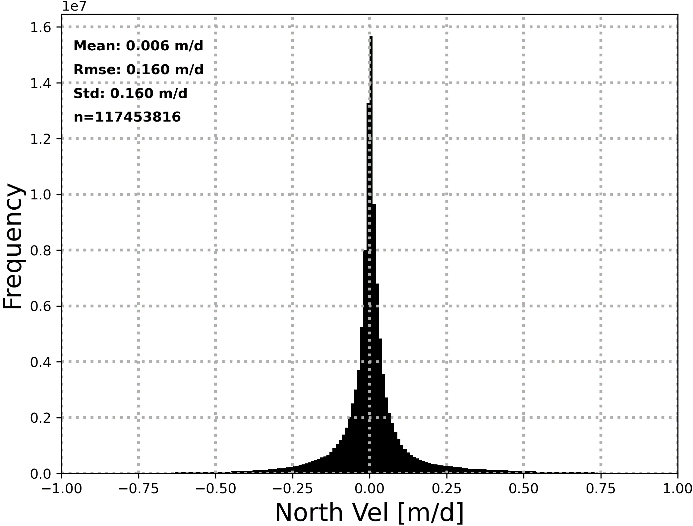 1e7
Mean: 0.006 m/d
Rmse: 0.160 m/d
Std: 0.160 m/d
n=117453816
1.6
1.4
1.2
1.0
0.8
0.6
0.4
0.2
0.0
Frequency
−1.00 −0.75 −0.50 −0.25 0.00 0.25 0.50 0.75 1.00
North Vel [m/d]